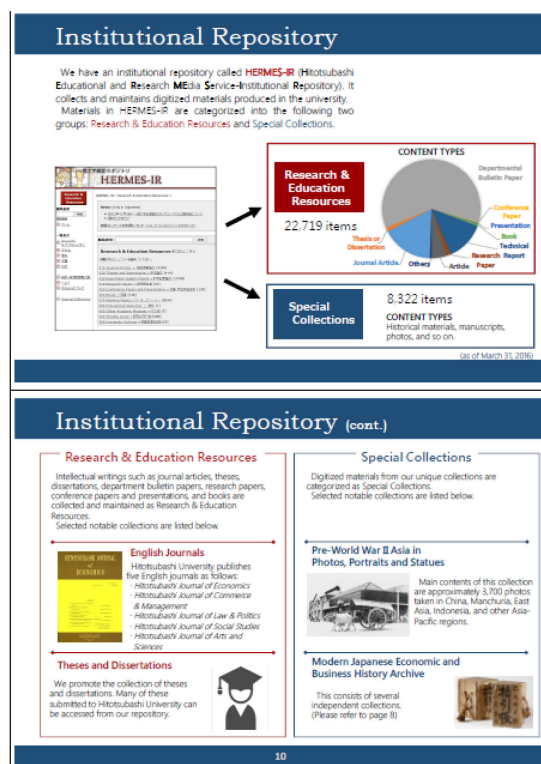 Institutional Repository
We have an institutional repository called HERMES-IR (Hitotsubashi
Educational and Research MEdia Service-Institutional Repository). It
collects and maintains digitized materials produced in the university.
Materials in HERMES-IR are categorized into the following two
groups: Research & Education Resources and Special Collections.
HERMES-IR
Research &
Education
Resources
22,719 items
CONTENT TYPES
Departmental
Bulletin Paper
Conference
Paper
Presentation
Book
Technical
Report
Research
Paper
Article
Others
Journal Article
Thesis or
Dissertation
Special
Collections
8,322 items
CONTENT TYPES
Historical materials, manuscripts,
photos, and so on.
(as of March 31, 2016)
Institutional Repository (cont.)
Research & Education Resources
Intellectual writings such as journal articles, theses,
dissertations, department bulletin papers, research papers,
conference papers and presentations, and books are
collected and maintained as Research & Education
Resources.
Selected notable collections are listed below.
English Journals
HITOTSUBASHI JOURNAL
of
ECONOMICS
Hitotsubashi University publishes
five English journals as follows:
· Hitotsubashi Journal of Economics
· Hitotsubashi Journal of Commerce
& Management
· Hitotsubashi Journal of Law & Politics
· Hitotsubashi Journal of Social Studies
· Hitotsubashi Journal of Arts and
Sciences
Theses and Dissertations
We promote the collection of theses
and dissertations. Many of these
submitted to Hitotsubashi University can
be accessed from our repository.
Special Collections
Digitized materials from our unique collections are
categorized as Special Collections.
Selected notable collections are listed below.
Pre-World War II Asia in
Photos, Portraits and Statues
Main contents of this collection
are approximately 3,700 photos
taken in China, Manchuria, East
Asia, Indonesia, and other Asia-
Pacific regions.
Modern Japanese Economic and
Business History Archive
This consists of several
independent collections.
(Please refer to page 8)
10